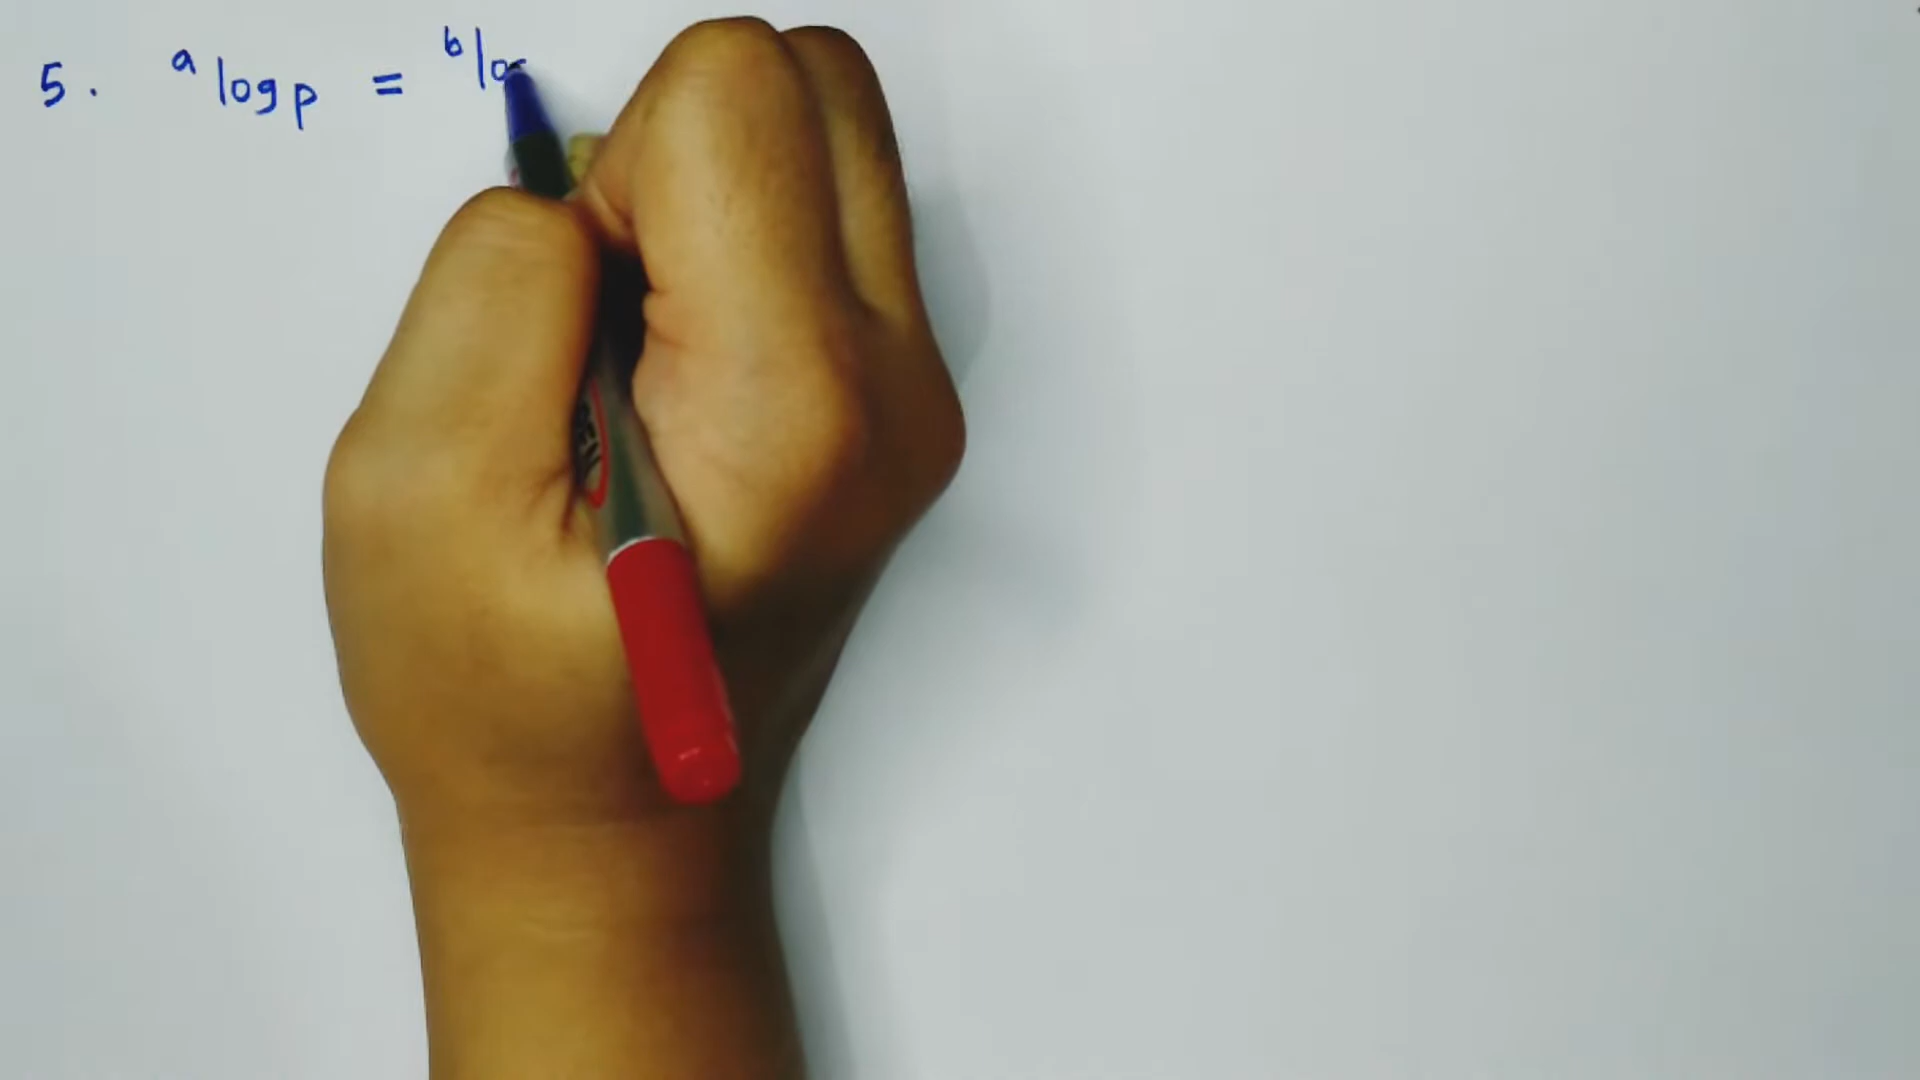 5. ᵃlog p = ᵇlo